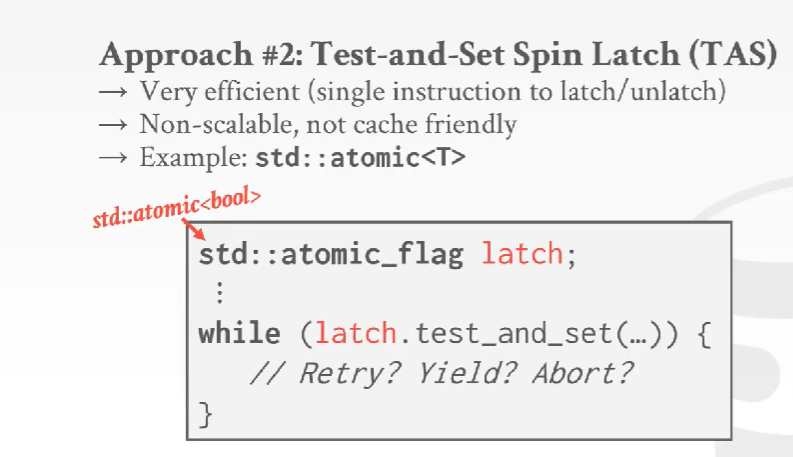 Approach #2: Test-and-Set Spin Latch (TAS)
→ Very efficient (single instruction to latch/unlatch)
→ Non-scalable, not cache friendly
→ Example: std::atomic<T>
std::atomic<bool>
std::atomic_flag latch;
⋮
while (latch.test_and_set(…)) {
// Retry? Yield? Abort?
}